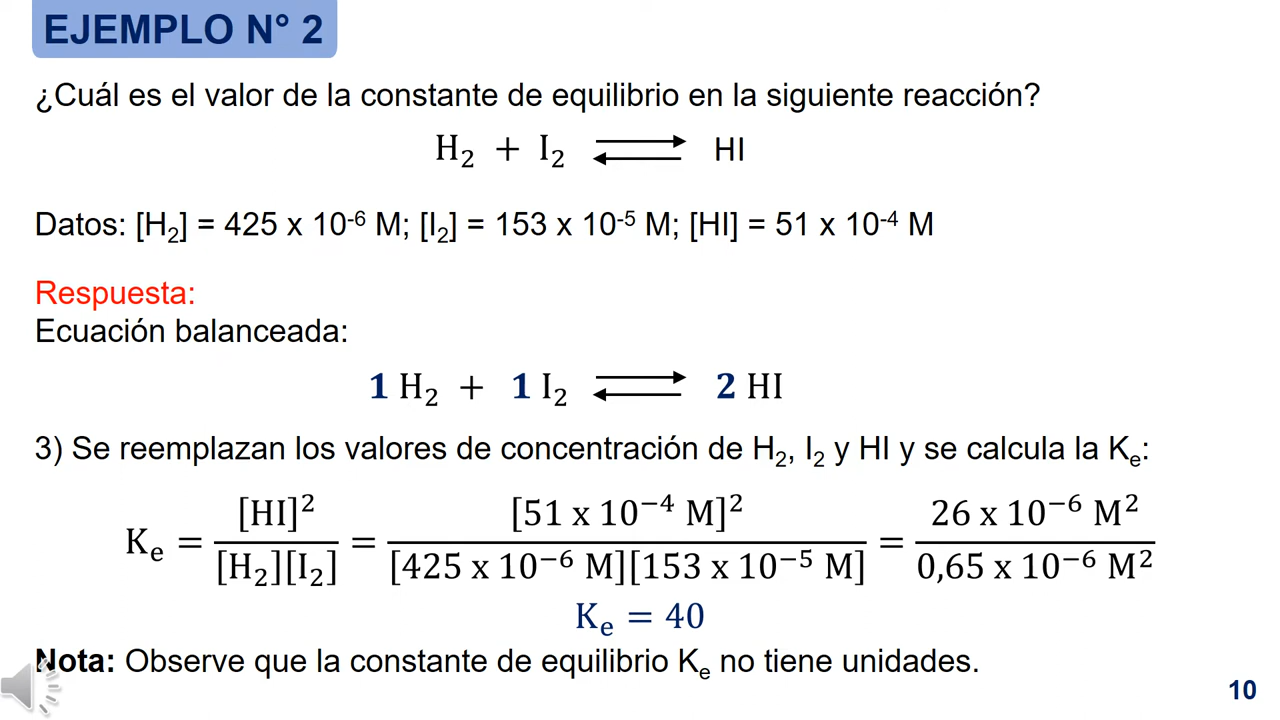 EJEMPLO N° 2
¿Cuál es el valor de la constante de equilibrio en la siguiente reacción?
H₂ + I₂ ⇄ HI
Datos: [H₂] = 425 x 10⁻⁶ M; [I₂] = 153 x 10⁻⁵ M; [HI] = 51 x 10⁻⁴ M
Respuesta:
Ecuación balanceada:
1 H₂ + 1 I₂ ⇄ 2 HI
3) Se reemplazan los valores de concentración de H₂, I₂ y HI y se calcula la Kₑ:
Kₑ = [HI]² / [H₂][I₂] = [51 x 10⁻⁴ M]² / [425 x 10⁻⁶ M][153 x 10⁻⁵ M] = 26 x 10⁻⁶ M² / 0,65 x 10⁻⁶ M²
Kₑ = 40
Nota: Observe que la constante de equilibrio Kₑ no tiene unidades.
10